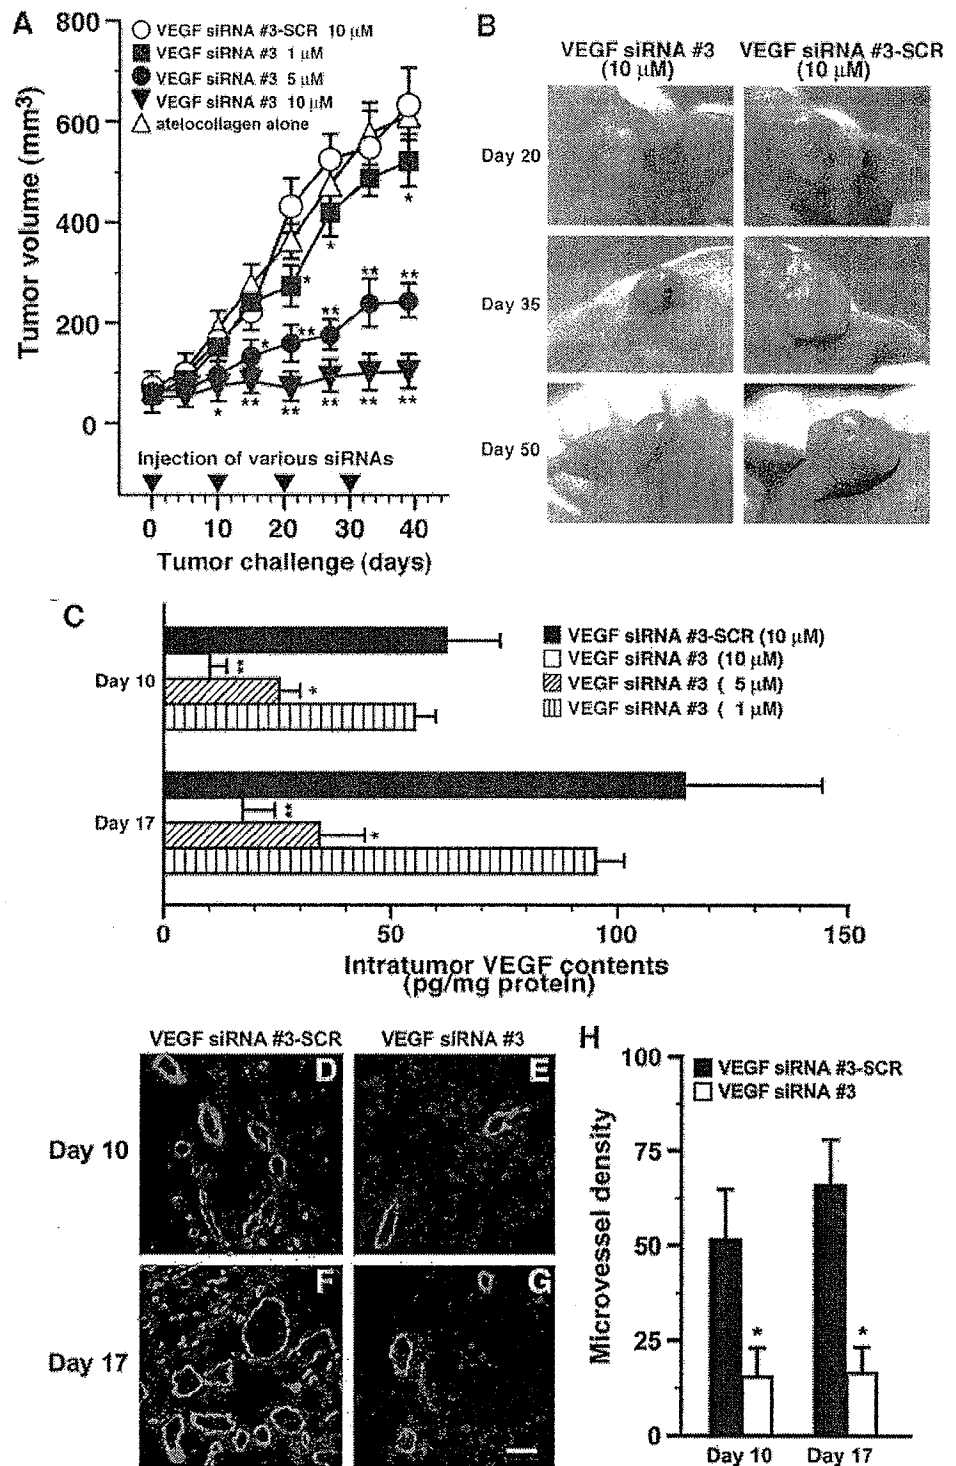 A
800
600
400
200
0
Tumor volume (mm3)
VEGF siRNA #3-SCR 10 µM
VEGF siRNA #3 1 µM
VEGF siRNA #3 5 µM
VEGF siRNA #3 10 µM
atelocollagen alone
*
*
*
**
**
*
**
**
**
*
**
**
**
**
**
Injection of various siRNAs
0 10 20 30 40
Tumor challenge (days)
B
VEGF siRNA #3 (10 µM)
VEGF siRNA #3-SCR (10 µM)
Day 20
Day 35
Day 50
C
VEGF siRNA #3-SCR (10 µM)
VEGF siRNA #3 (10 µM)
VEGF siRNA #3 ( 5 µM)
VEGF siRNA #3 ( 1 µM)
Day 10
**
*
Day 17
**
*
0 50 100 150
Intratumor VEGF contents
(pg/mg protein)
VEGF siRNA #3-SCR VEGF siRNA #3
Day 10
D E
Day 17
F G
H
100
75
50
25
0
Microvessel density
VEGF siRNA #3-SCR
VEGF siRNA #3
* *
Day 10 Day 17